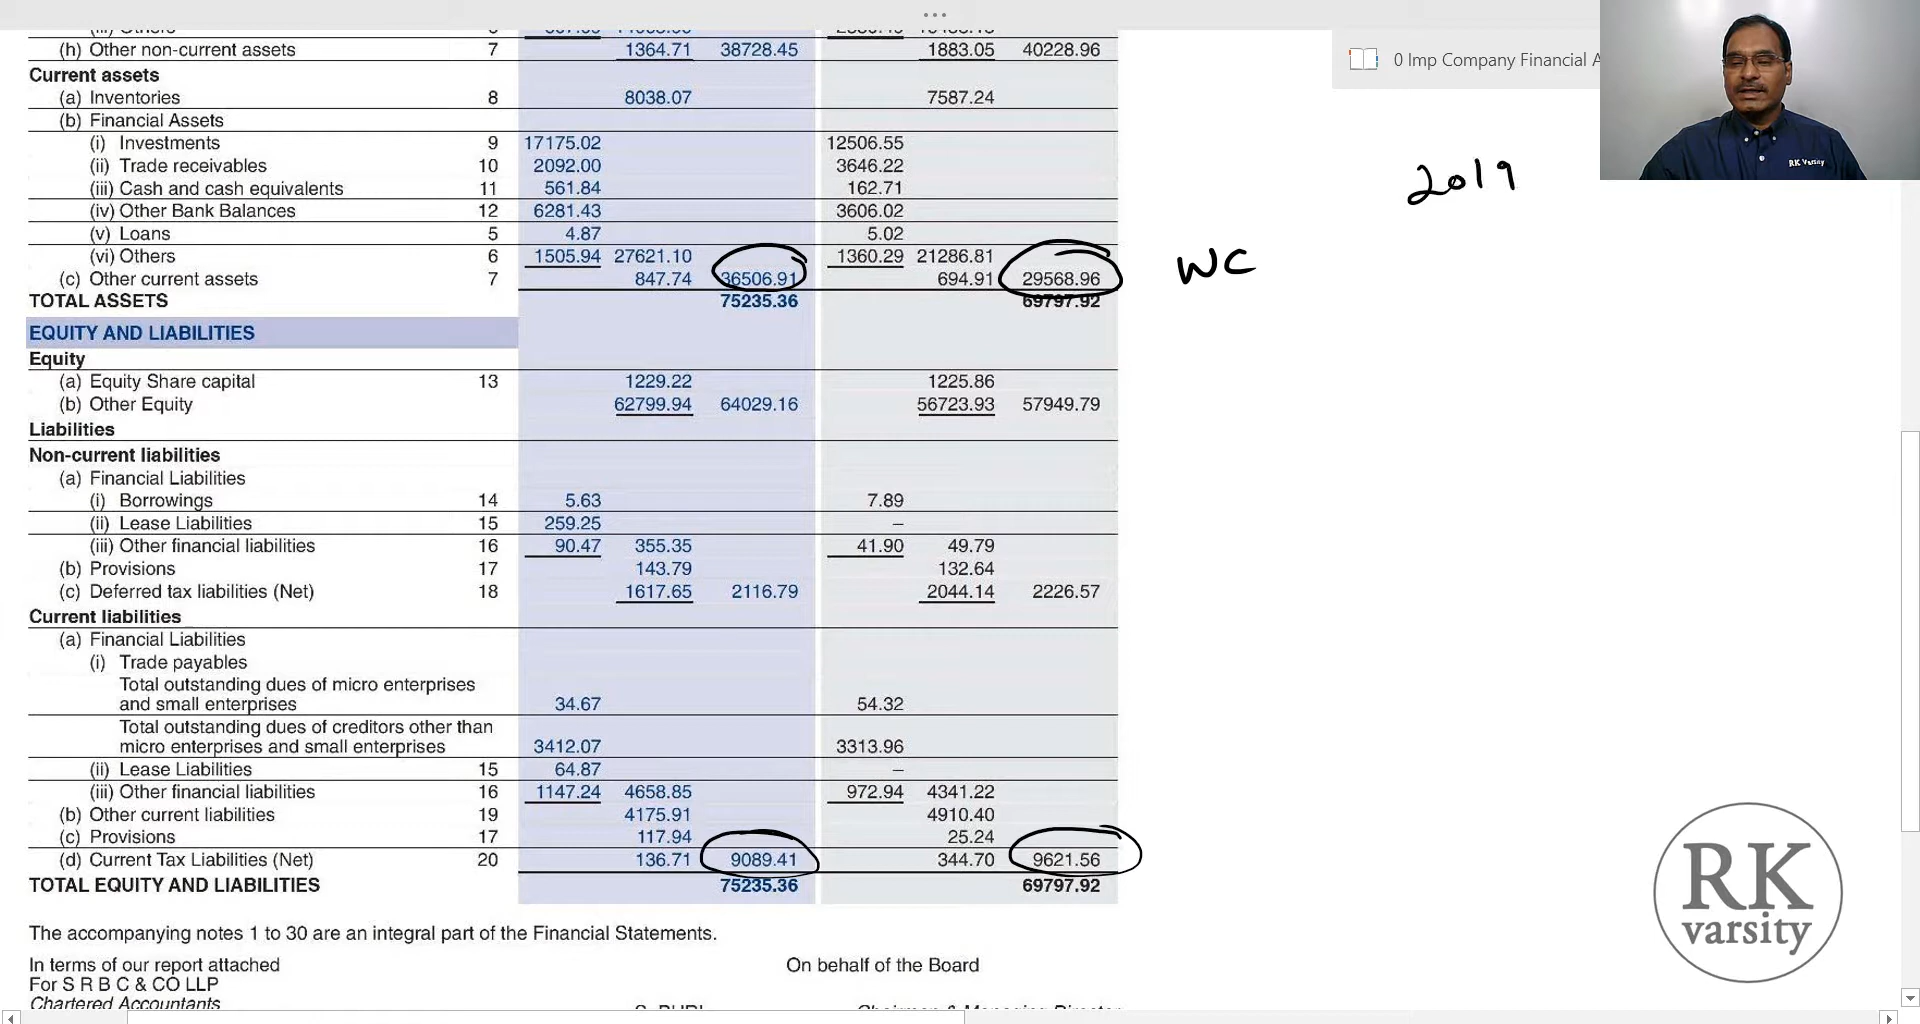 (h) Other non-current assets 7 1364.71 38728.45 1883.05 40228.96
Current assets
(a) Inventories 8 8038.07 7587.24
(b) Financial Assets
(i) Investments 9 17175.02 12506.55
(ii) Trade receivables 10 2092.00 3646.22
(iii) Cash and cash equivalents 11 561.84 162.71
(iv) Other Bank Balances 12 6281.43 3606.02
(v) Loans 5 4.87 5.02
(vi) Others 6 1505.94 27621.10 1360.29 21286.81
(c) Other current assets 7 847.74 36506.91 694.91 29568.96
TOTAL ASSETS 75235.36 69797.92
EQUITY AND LIABILITIES
Equity
(a) Equity Share capital 13 1229.22 1225.86
(b) Other Equity 62799.94 64029.16 56723.93 57949.79
Liabilities
Non-current liabilities
(a) Financial Liabilities
(i) Borrowings 14 5.63 7.89
(ii) Lease Liabilities 15 259.25 –
(iii) Other financial liabilities 16 90.47 355.35 41.90 49.79
(b) Provisions 17 143.79 132.64
(c) Deferred tax liabilities (Net) 18 1617.65 2116.79 2044.14 2226.57
Current liabilities
(a) Financial Liabilities
(i) Trade payables
Total outstanding dues of micro enterprises
and small enterprises 34.67 54.32
Total outstanding dues of creditors other than
micro enterprises and small enterprises 3412.07 3313.96
(ii) Lease Liabilities 15 64.87 –
(iii) Other financial liabilities 16 1147.24 4658.85 972.94 4341.22
(b) Other current liabilities 19 4175.91 4910.40
(c) Provisions 17 117.94 25.24
(d) Current Tax Liabilities (Net) 20 136.71 9089.41 344.70 9621.56
TOTAL EQUITY AND LIABILITIES 75235.36 69797.92
The accompanying notes 1 to 30 are an integral part of the Financial Statements.
In terms of our report attached On behalf of the Board
For S R B C & CO LLP
Chartered Accountants
0 Imp Company Financial A
RK Varsity
2019
WC
RK
varsity